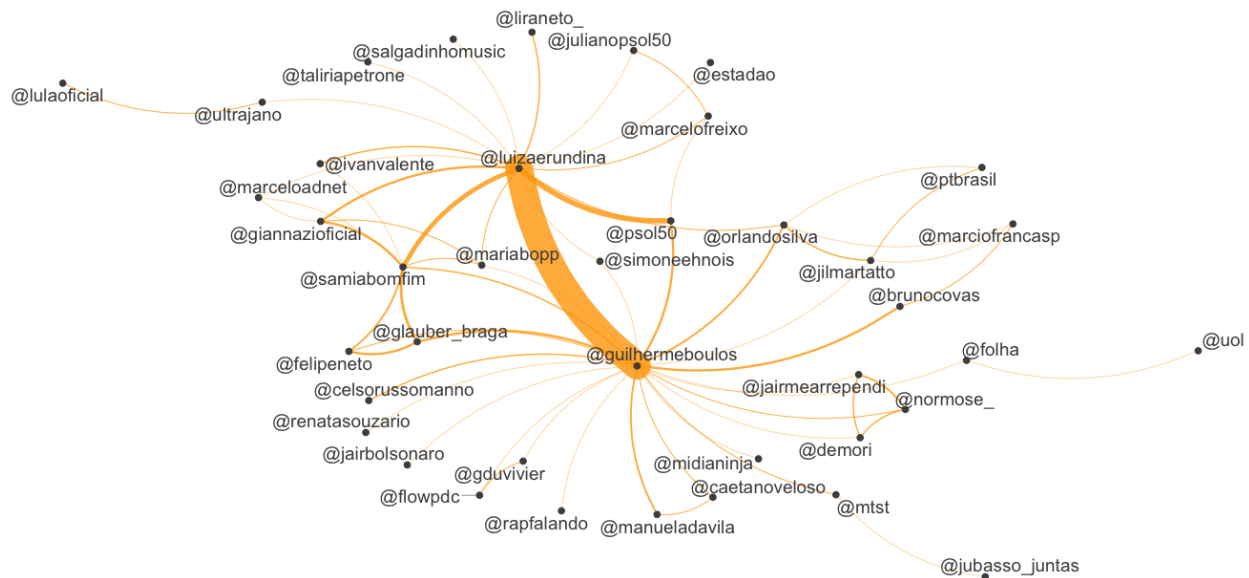 @liraneto_
@julianopsol50
@salgadinhomusic
@taliriapetrone
@estadao
@lulaoficial
@ultrajano
@marcelofreixo
@luizaerundina
@ivanvalente
@ptbrasil
@marceloadnet
@giannazioficial
@psol50
@orlandosilva
@marciofrancasp
@mariabopp
@simoneehnois
@samiabomfim
@jilmartatto
@brunocovas
@glauber_braga
@uol
@guilhermeboulos
@folha
@felipeneto
@jairmearrependi
@celsorussomanno
@normose_
@renatasouzario
@jairbolsonaro
@demori
@midianinja
@gduvivier
@caetanoveloso
@flowpdc
@mtst
@rapfalando
@manueladavila
@jubasso_juntas